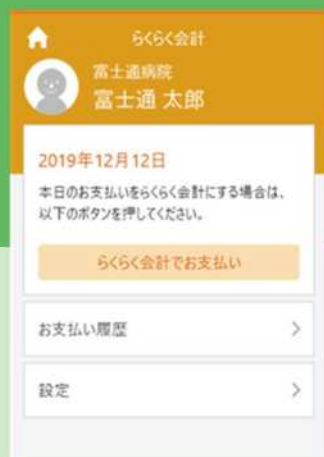 らくらく会計
富士通病院
富士通 太郎
2019年12月12日
本日のお支払いをらくらく会計にする場合は、
以下のボタンを押してください。
らくらく会計でお支払い
お支払い履歴
設定